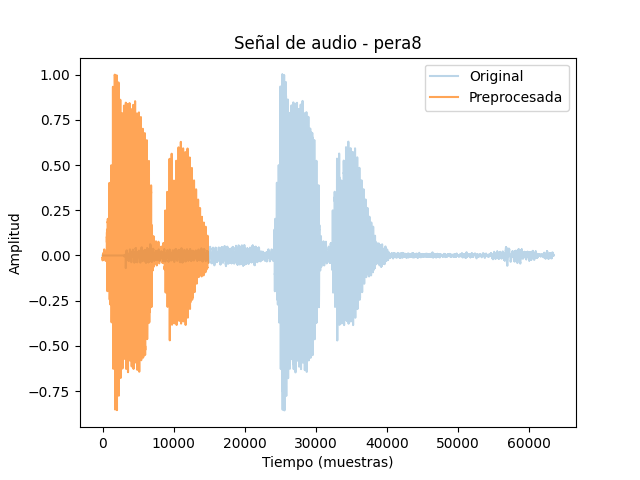 Señal de audio - pera8
Original
Preprocesada
Amplitud
1.00
0.75
0.50
0.25
0.00
−0.25
−0.50
−0.75
0 10000 20000 30000 40000 50000 60000
Tiempo (muestras)